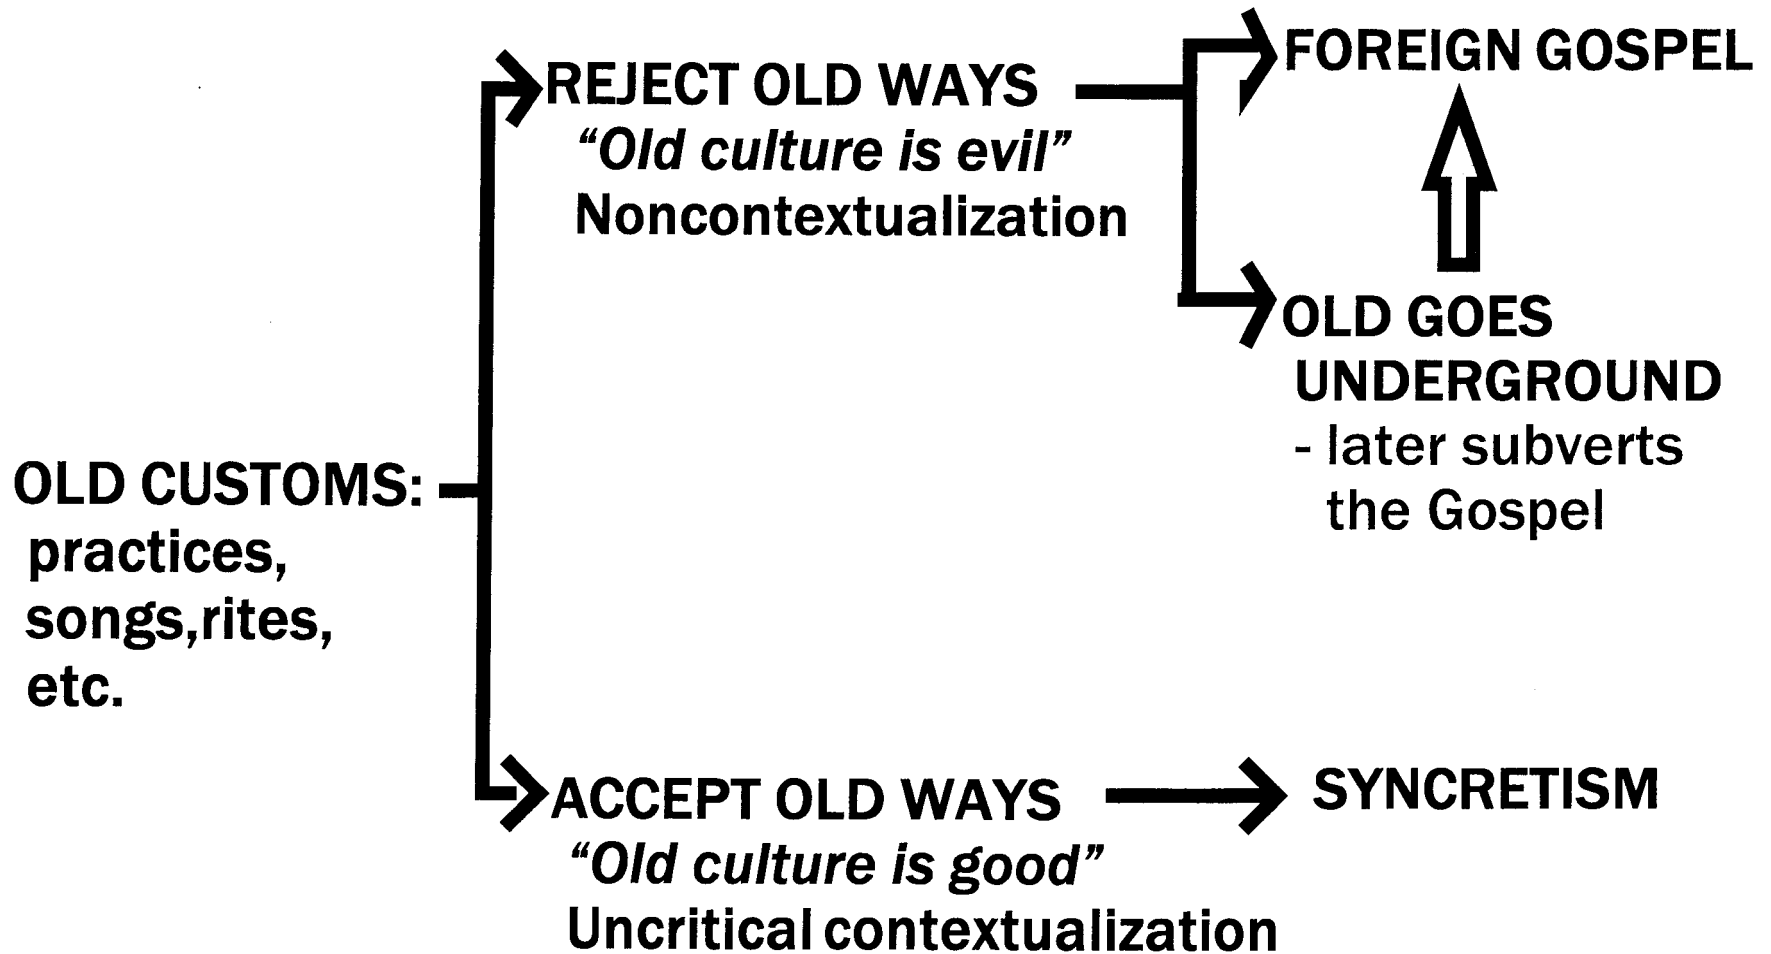 OLD CUSTOMS:
practices,
songs,rites,
etc.
REJECT OLD WAYS
“Old culture is evil”
Noncontextualization
FOREIGN GOSPEL
OLD GOES
UNDERGROUND
- later subverts
the Gospel
ACCEPT OLD WAYS
“Old culture is good”
Uncritical contextualization
SYNCRETISM